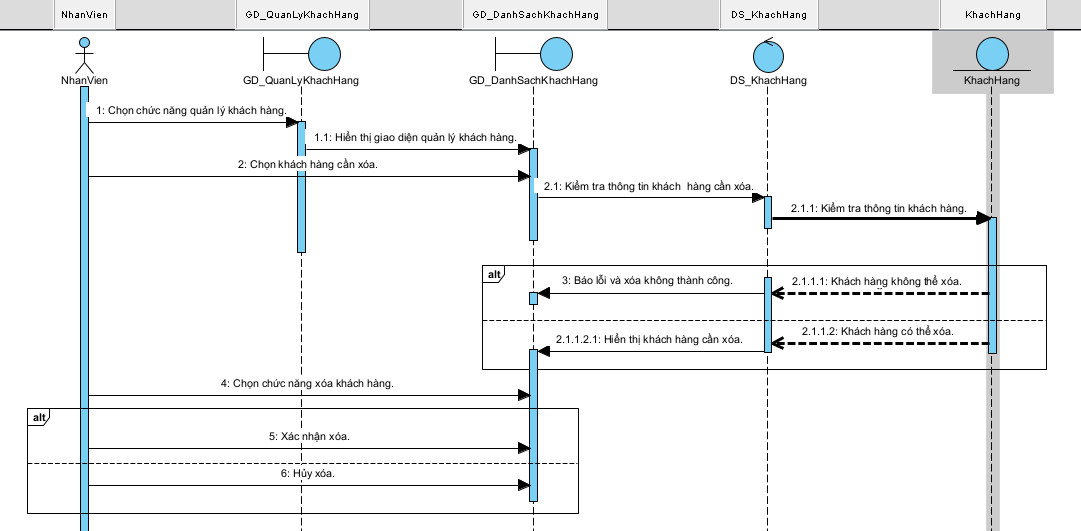 NhanVien
GD_QuanLyKhachHang
GD_DanhSachKhachHang
DS_KhachHang
KhachHang
NhanVien
GD_QuanLyKhachHang
GD_DanhSachKhachHang
DS_KhachHang
KhachHang
1: Chọn chức năng quản lý khách hàng.
1.1: Hiển thị giao diện quản lý khách hàng.
2: Chọn khách hàng cần xóa.
2.1: Kiểm tra thông tin khách hàng cần xóa.
2.1.1: Kiểm tra thông tin khách hàng.
alt
3: Báo lỗi và xóa không thành công.
2.1.1.1: Khách hàng không thể xóa.
2.1.1.2: Khách hàng có thể xóa.
2.1.1.2.1: Hiển thị khách hàng cần xóa.
4: Chọn chức năng xóa khách hàng.
alt
5: Xác nhận xóa.
6: Hủy xóa.